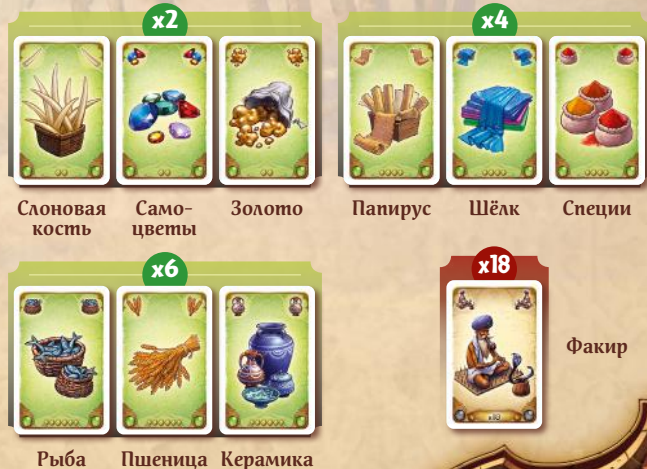 x2
x4
Слоновая
кость
Само-
цветы
Золото
Папирус
Шёлк
Специи
x6
x18
Факир
Рыба
Пшеница
Керамика